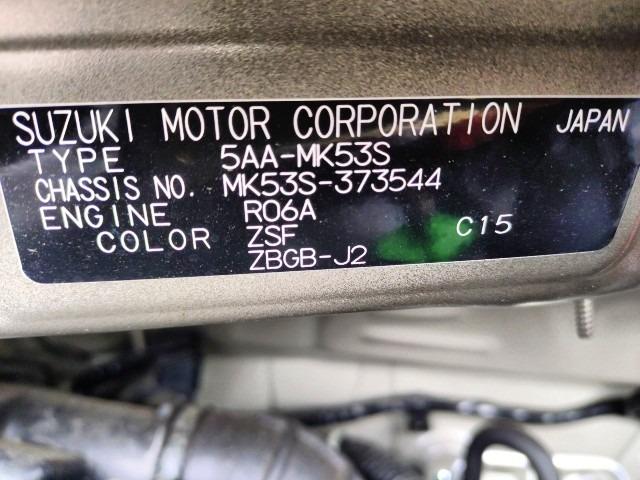 SUZUKI MOTOR CORPORATION JAPAN
TYPE 5AA-MK53S
CHASSIS NO. MK53S-373544
ENGINE R06A
COLOR ZSF C15
ZBGB-J2